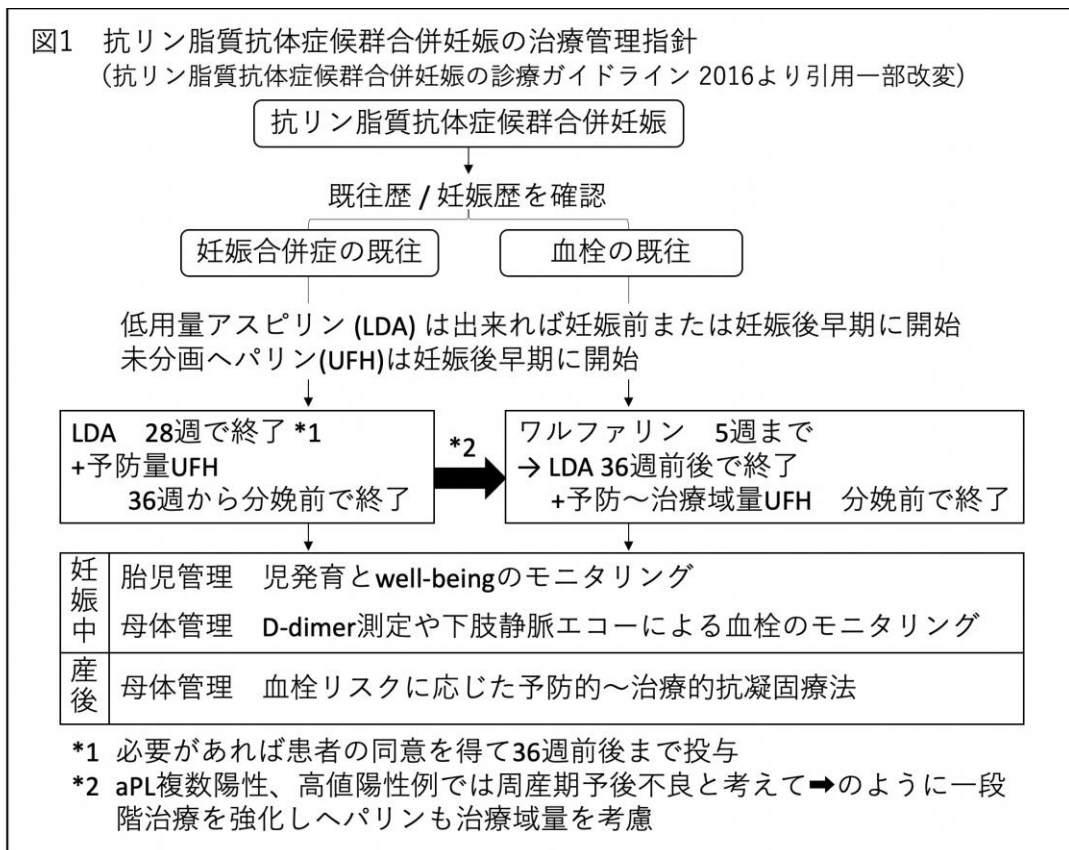 図1 抗リン脂質抗体症候群合併妊娠の治療管理指針
(抗リン脂質抗体症候群合併妊娠の診療ガイドライン 2016より引用一部改変)
抗リン脂質抗体症候群合併妊娠
既往歴 / 妊娠歴を確認
妊娠合併症の既往
血栓の既往
低用量アスピリン (LDA) は出来れば妊娠前または妊娠後早期に開始
未分画ヘパリン(UFH)は妊娠後早期に開始
LDA 28週で終了 *1
+予防量UFH
36週から分娩前で終了
*2
ワルファリン 5週まで
→ LDA 36週前後で終了
+予防～治療域量UFH 分娩前で終了
妊娠中
胎児管理 児発育とwell-beingのモニタリング
母体管理 D-dimer測定や下肢静脈エコーによる血栓のモニタリング
産後
母体管理 血栓リスクに応じた予防的～治療的抗凝固療法
*1 必要があれば患者の同意を得て36週前後まで投与
*2 aPL複数陽性、高値陽性例では周産期予後不良と考えて➡のように一段
階治療を強化しヘパリンも治療域量を考慮